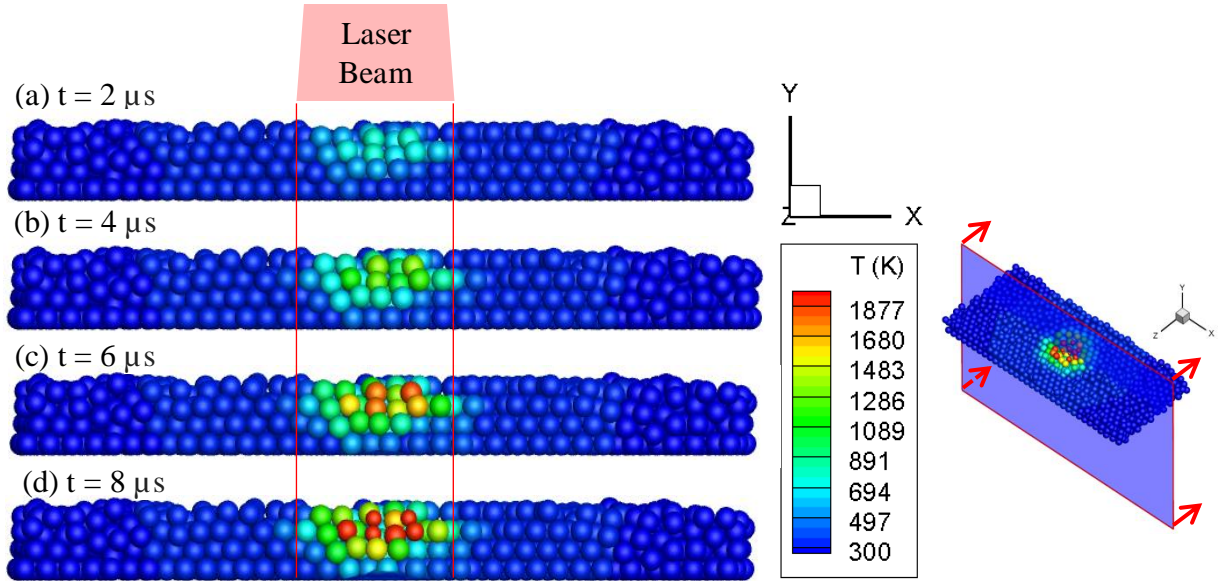 Laser
Beam
(a) t = 2 µs
(b) t = 4 µs
(c) t = 6 µs
(d) t = 8 µs
Y
Z
X
T (K)
1877
1680
1483
1286
1089
891
694
497
300
Y
Z
X